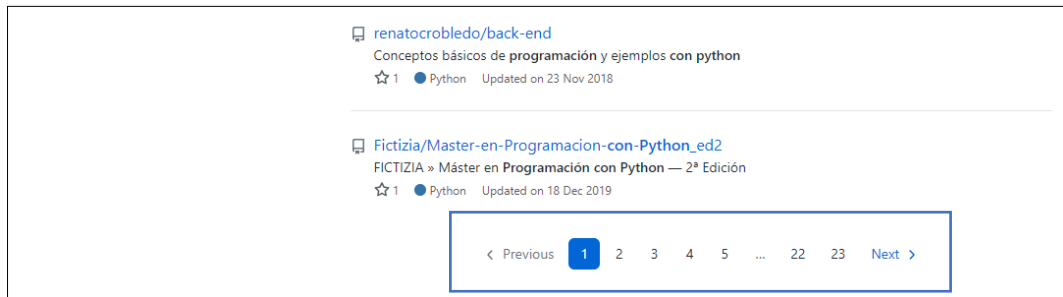 renatocrobledo/back-end
Conceptos básicos de programación y ejemplos con python
1 Python Updated on 23 Nov 2018
Fictizia/Master-en-Programacion-con-Python_ed2
FICTIZIA » Máster en Programación con Python — 2ª Edición
1 Python Updated on 18 Dec 2019
< Previous 1 2 3 4 5 ... 22 23 Next >